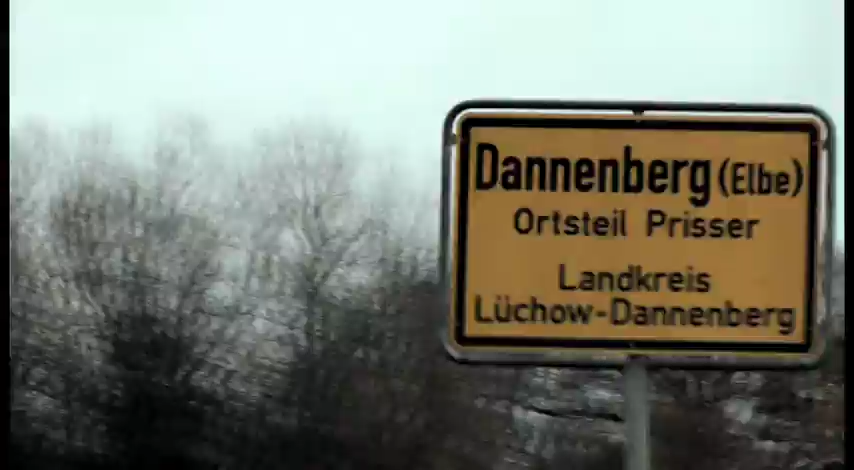 Dannenberg (Elbe)
Ortsteil Prisser
Landkreis
Lüchow-Dannenberg